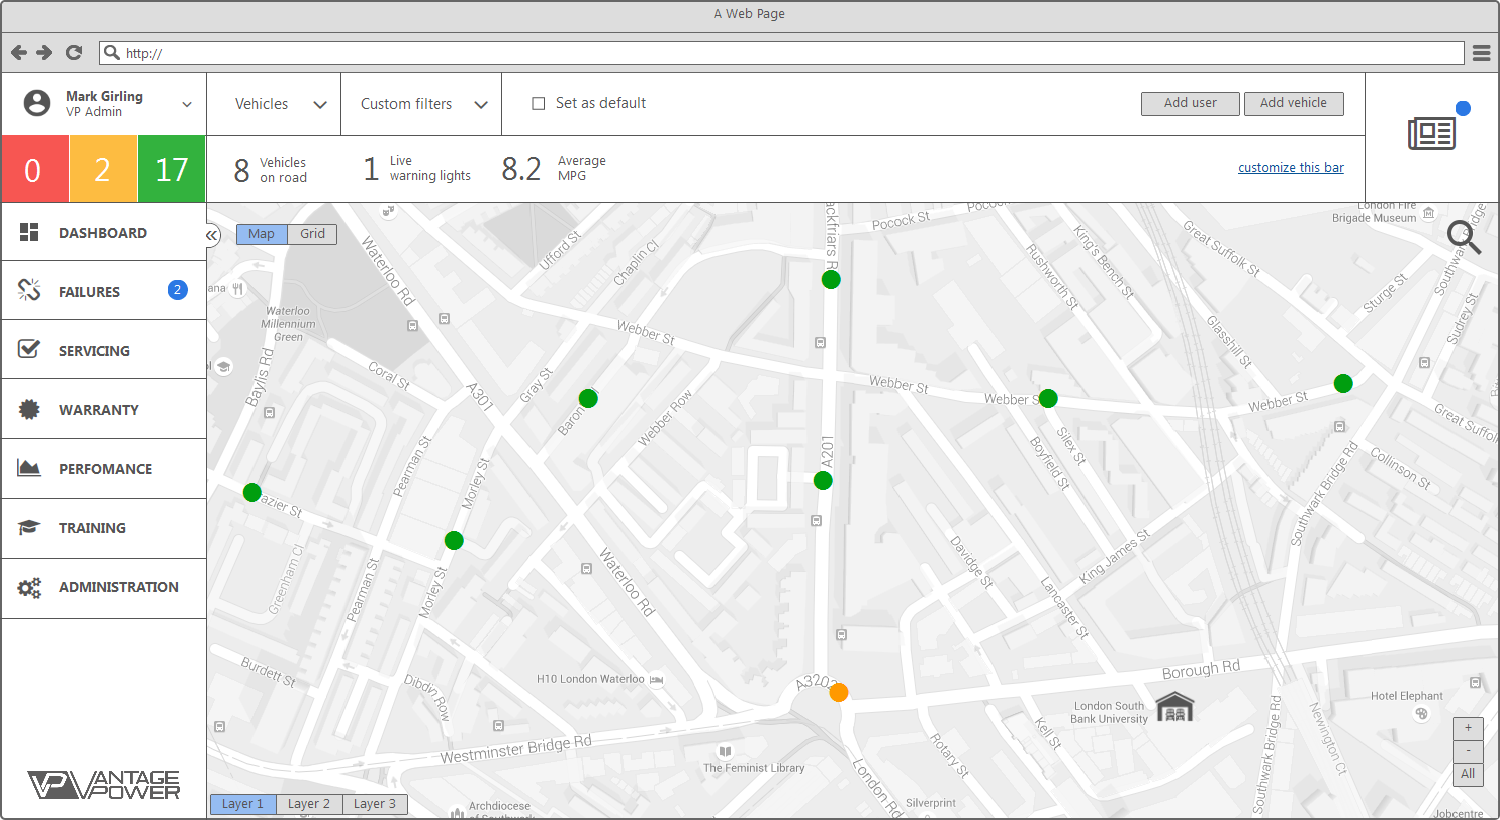 A Web Page
http://
Mark Girling
VP Admin
Vehicles
Custom filters
Set as default
Add user
Add vehicle
0
2
17
8
Vehicles
on road
1
Live
warning lights
8.2
Average
MPG
customize this bar
DASHBOARD
FAILURES
2
SERVICING
WARRANTY
PERFOMANCE
TRAINING
ADMINISTRATION
VP VANTAGE
POWER
«
Map
Grid
Waterloo Rd
Ufford St
Chaplin Cl
Pocock St
King's Bench St
Rushworth St
Great Suffolk St
London Fire
Brigade Museum
Southwark Bridge
Sturge St
Sudrey St
Waterloo
Millennium
Green
Webber St
Glasshill St
Baylis Rd
Coral St
A301
Gray St
Webber Row
Webber St
Webber St
Webber St
Great Suffolk
Pearman St
Morley St
A201
Silex St
Boyfield St
Southwark Bridge Rd
Collinson St
Greenham Cl
Pearman St
Morley St
Waterloo Rd
Davidge St
King James St
Lancaster St
Burdett St
Dibdin Row
H10 London Waterloo
A3202
Borough Rd
London South
Bank University
Hotel Elephant
Westminster Bridge Rd
The Feminist Library
London Rd
Rotary St
Kell St
Southwark Bridge Rd
Newington Ct
Silverprint
Archdiocese
of Southwark
Jobcentre
+
-
All
Layer 1
Layer 2
Layer 3